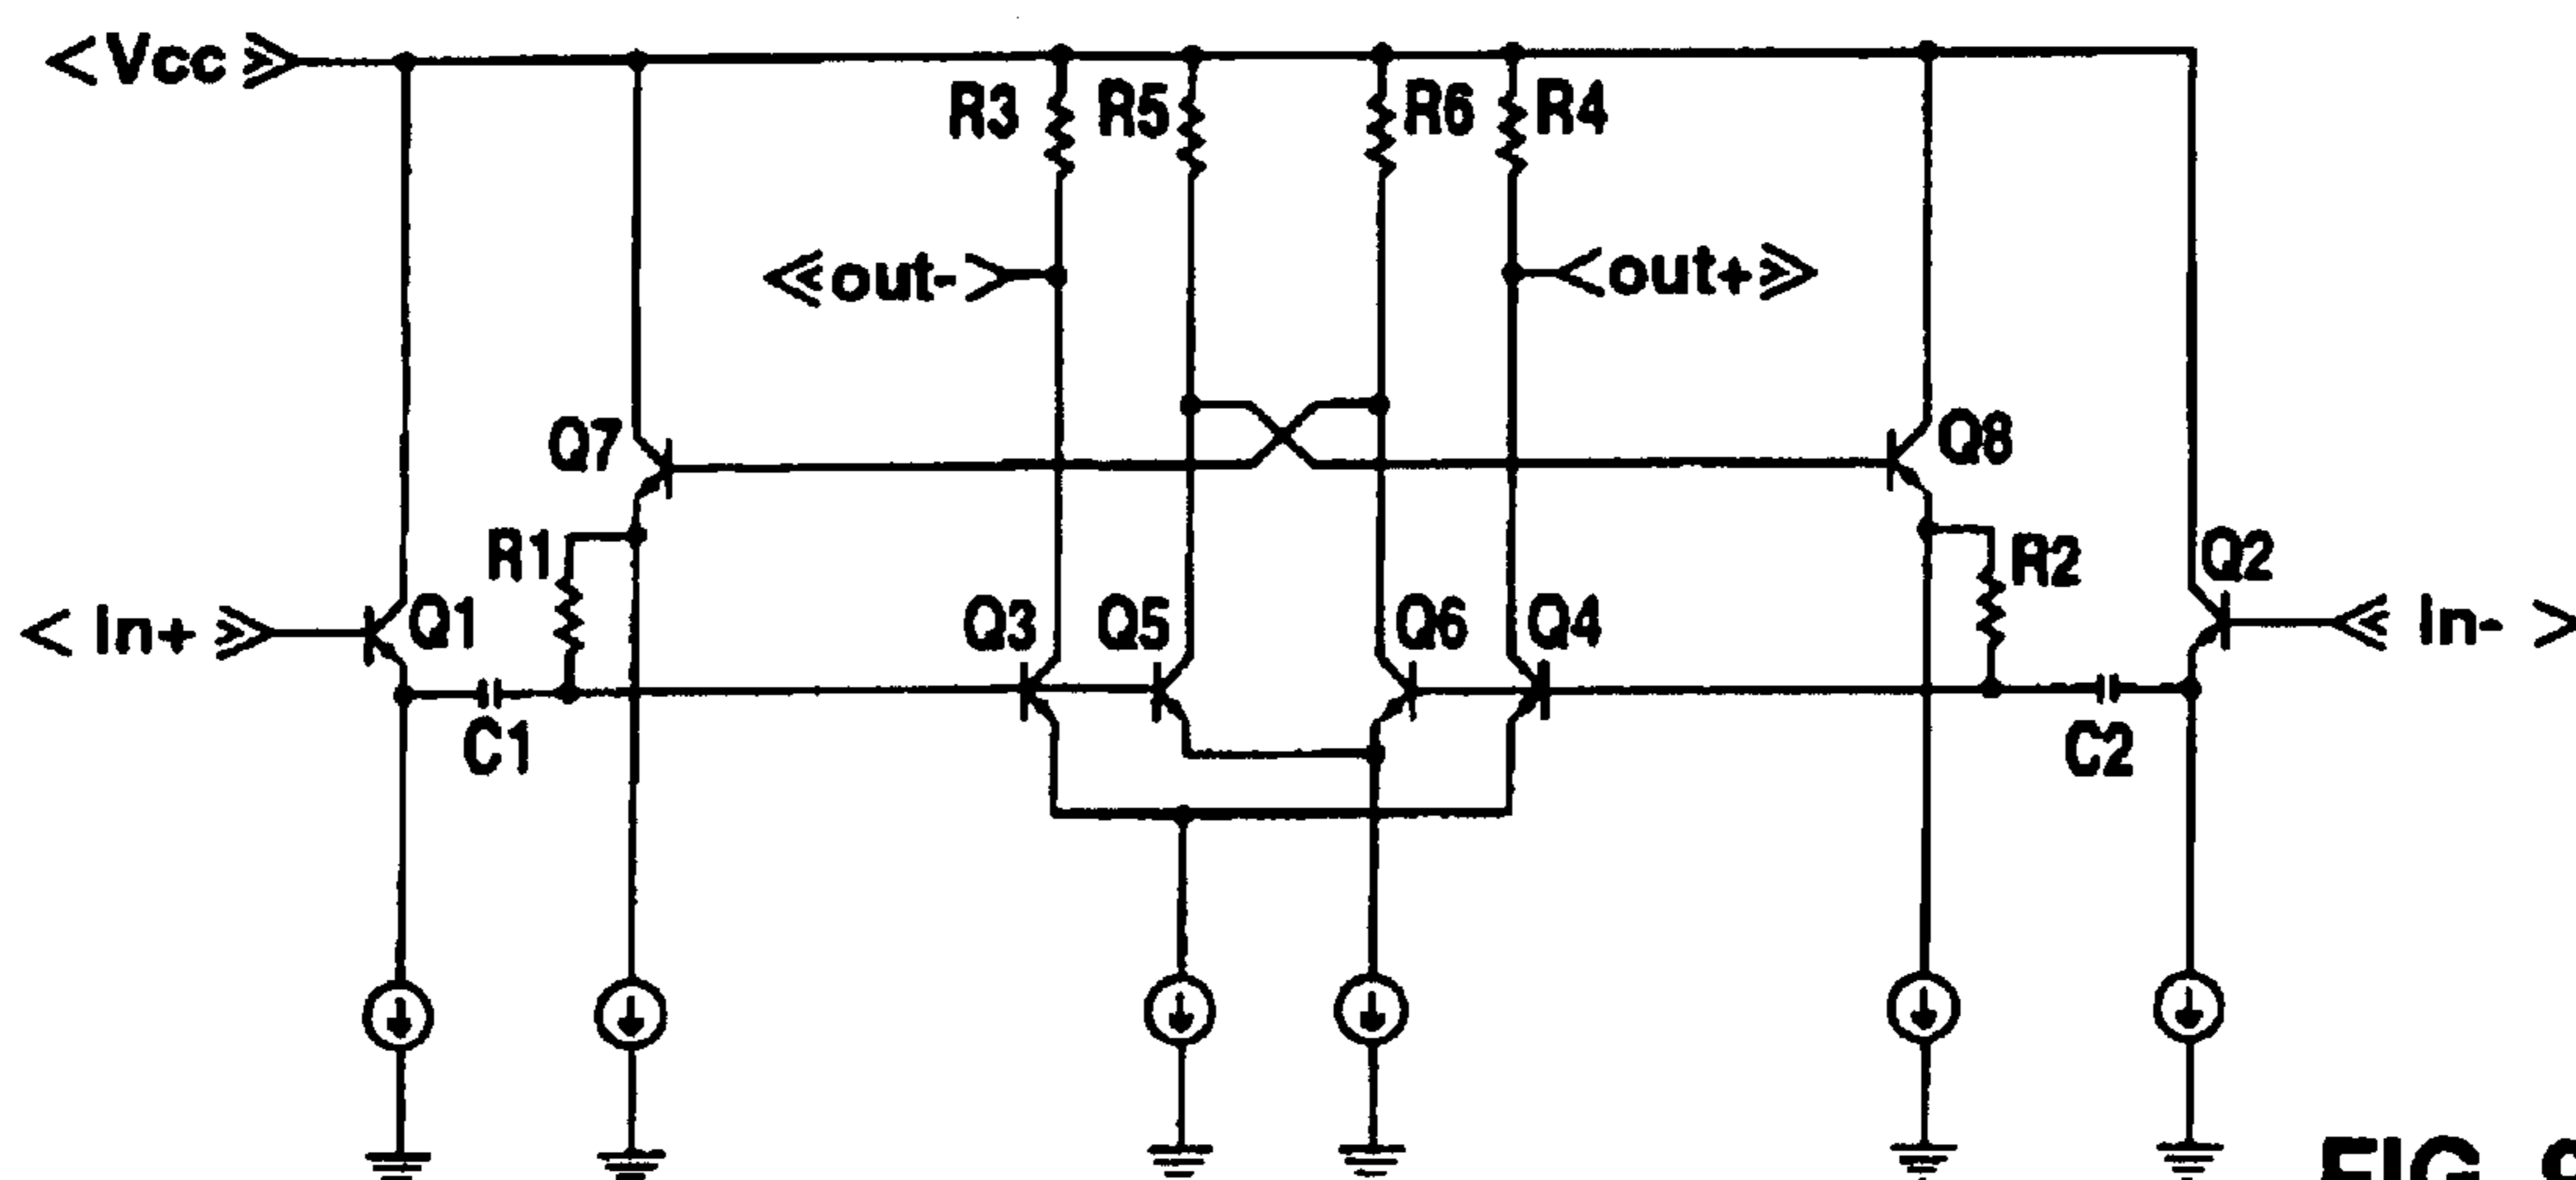 <Vcc>>
R3 R5 R6 R4
<<out-> <out+>>
Q7 Q8
R1 R2 Q2
< In+ >> Q1 Q3 Q5 Q6 Q4 << In- >
C1 C2
FIG.